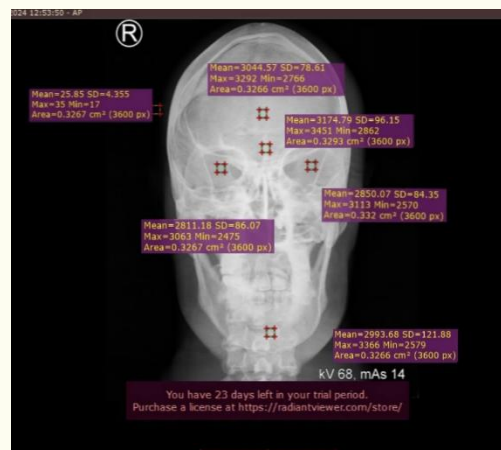 2024 12:53:50 - AP
R
Mean=3044.57 SD=78.61
Max=3292 Min=2766
Area=0.3266 cm² (3600 px)
Mean=25.85 SD=4.355
Max=35 Min=17
Area=0.3267 cm² (3600 px)
Mean=3174.79 SD=96.15
Max=3451 Min=2862
Area=0.3293 cm² (3600 px)
Mean=2850.07 SD=84.35
Max=3113 Min=2570
Area=0.332 cm² (3600 px)
Mean=2811.18 SD=86.07
Max=3063 Min=2475
Area=0.3267 cm² (3600 px)
Mean=2993.68 SD=121.88
Max=3366 Min=2579
Area=0.3266 cm² (3600 px)
kV 68, mAs 14
You have 23 days left in your trial period.
Purchase a license at https://radiantviewer.com/store/